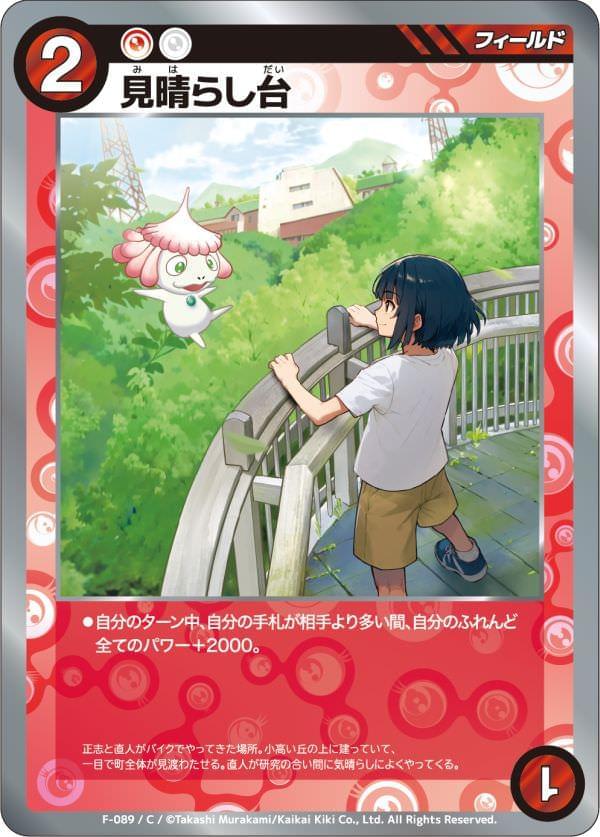 2
フィールド
みはだい
見晴らし台
●自分のターン中、自分の手札が相手より多い間、自分のふれんど
全てのパワー+2000。
正志と直人がバイクでやってきた場所。小高い丘の上に建っていて、
一目で町全体が見渡わたせる。直人が研究の合い間に気晴らしによくやってくる。
1
F-089 / C / ©Takashi Murakami/Kaikai Kiki Co., Ltd. All Rights Reserved.